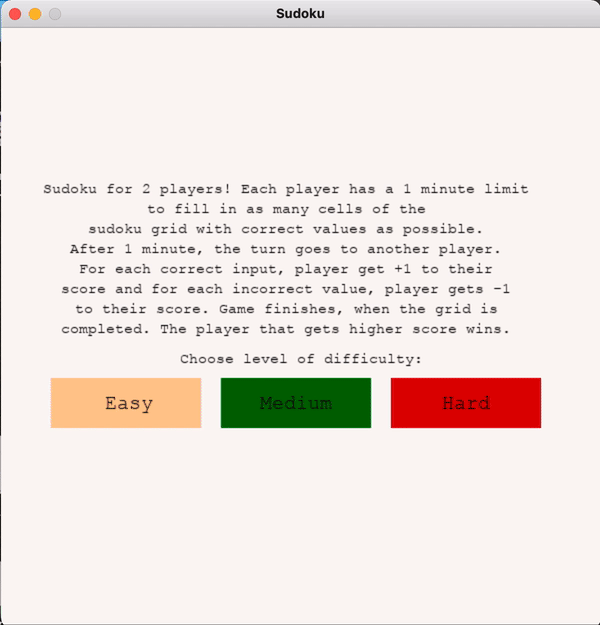 Sudoku
Sudoku for 2 players! Each player has a 1 minute limit
to fill in as many cells of the
sudoku grid with correct values as possible.
After 1 minute, the turn goes to another player.
For each correct input, player get +1 to their
score and for each incorrect value, player gets -1
to their score. Game finishes, when the grid is
completed. The player that gets higher score wins.
Choose level of difficulty:
Easy Medium Hard